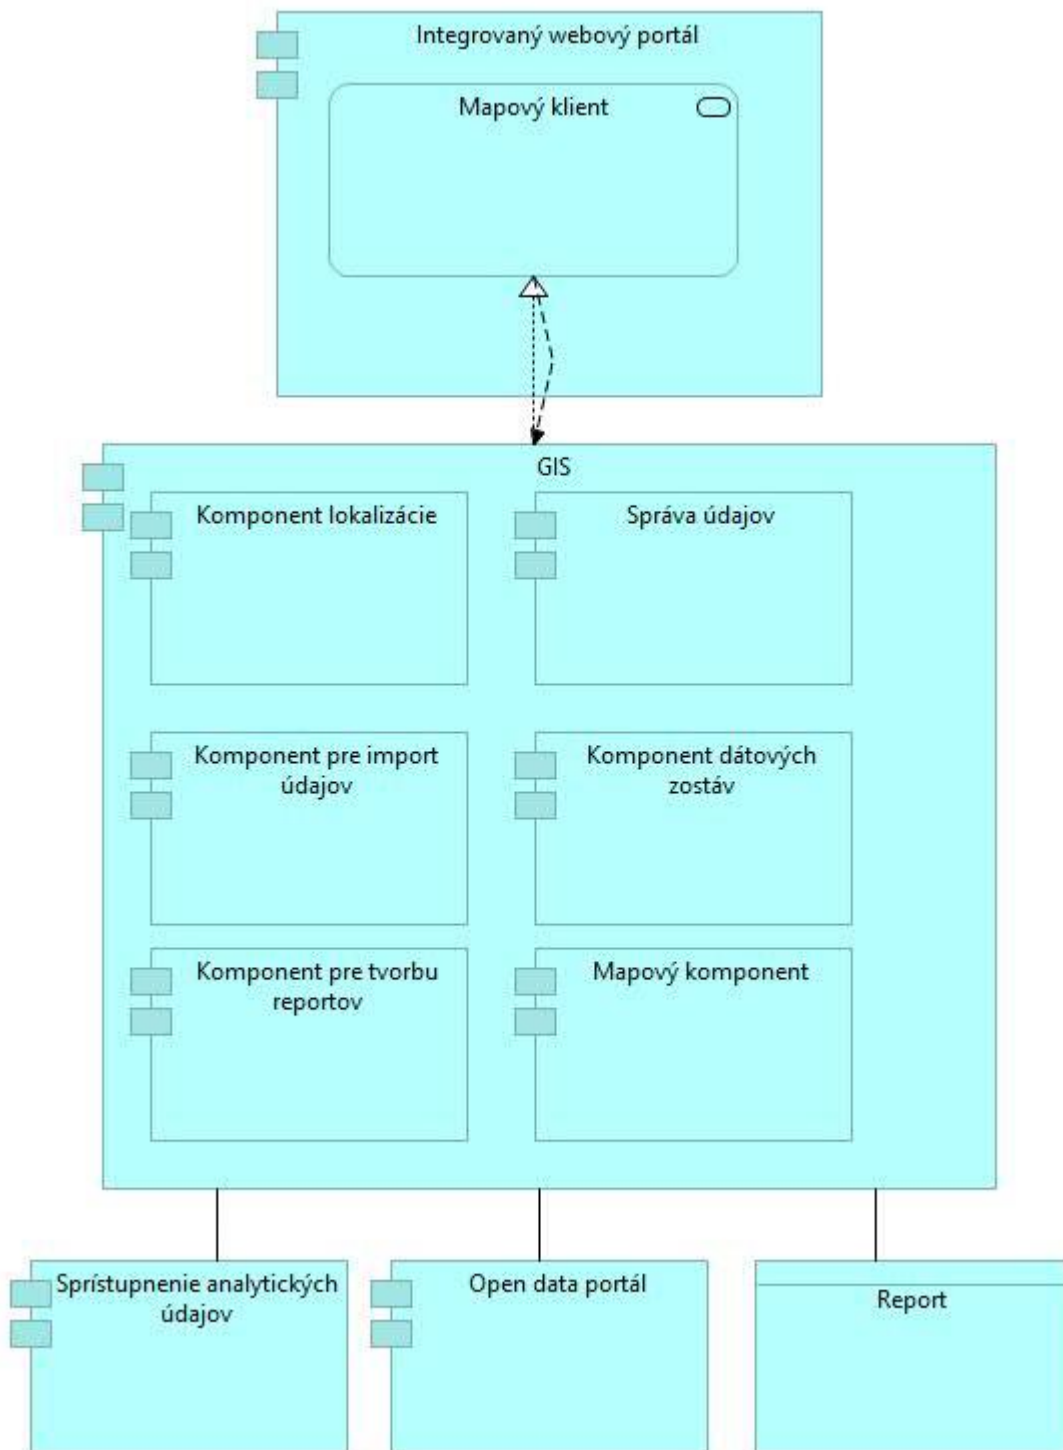 Integrovaný webový portál
Mapový klient
GIS
Komponent lokalizácie
Správa údajov
Komponent pre import
údajov
Komponent dátových
zostáv
Komponent pre tvorbu
reportov
Mapový komponent
Sprístupnenie analytických
údajov
Open data portál
Report